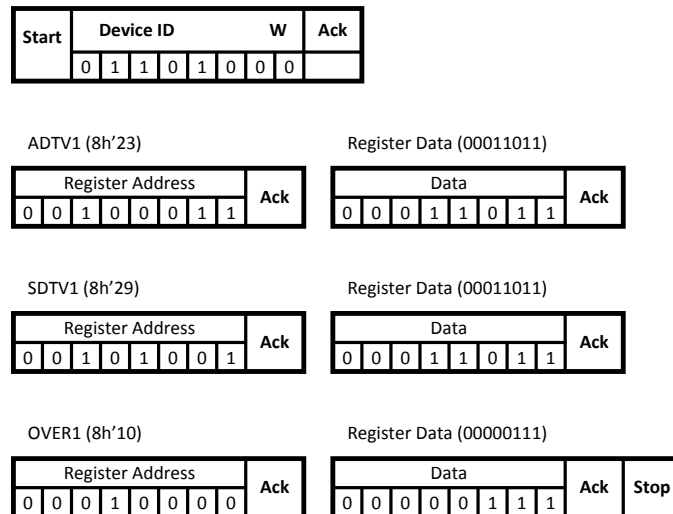 Start Device ID W Ack
0 1 1 0 1 0 0 0 0
ADTV1 (8h’23) Register Data (00011011)
Register Address Ack Data Ack
0 0 1 0 0 0 1 1 0 0 0 1 1 0 1 1
SDTV1 (8h’29) Register Data (00011011)
Register Address Ack Data Ack
0 0 1 0 1 0 0 1 0 0 0 1 1 0 1 1
OVER1 (8h’10) Register Data (00000111)
Register Address Ack Data Ack Stop
0 0 0 1 0 0 0 0 0 0 0 0 0 1 1 1